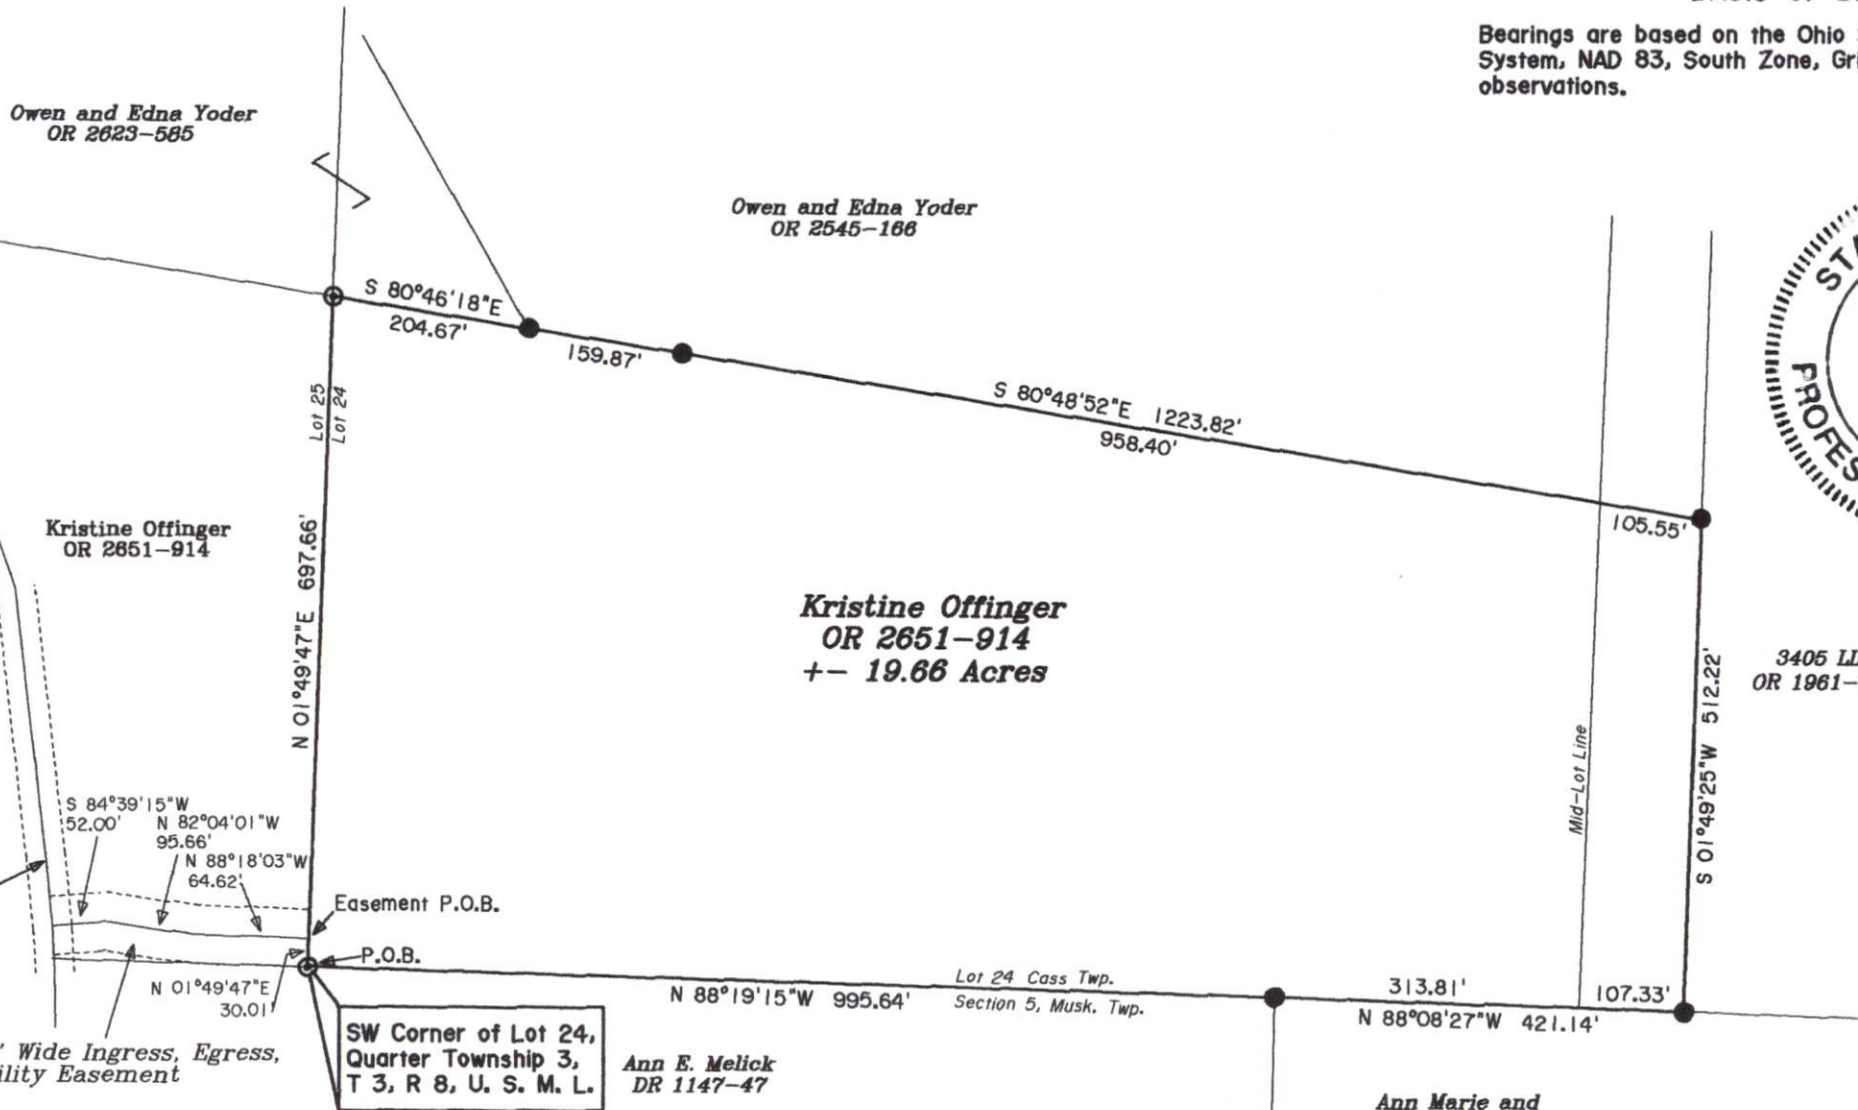 Bearings are based on the Ohio
System, NAD 83, South Zone,
observations.
Owen and Edna Yoder
OR 2623-585
Owen and Edna Yoder
OR 2545-166
S 80°46'18"E
204.67'
159.87'
S 80°48'52"E 1223.82'
958.40'
105.55'
Lot 25
Lot 24
PROFES
Kristine Offinger
OR 2651-914
N 01°49'47"E 697.66'
Kristine Offinger
OR 2651-914
+- 19.66 Acres
3405
OR 1961-
S 01°49'25"W 512.22'
Mid-Lot Line
S 84°39'15"W
52.00'
N 82°04'01"W
95.66'
N 88°18'03"W
64.62'
Easement P.O.B.
P.O.B.
N 01°49'47"E
30.01'
Lot 24 Cass Twp.
N 88°19'15"W 995.64'
Section 5, Musk. Twp.
313.81'
107.33'
N 88°08'27"W 421.14'
SW Corner of Lot 24,
Quarter Township 3,
T 3, R 8, U. S. M. L.
' Wide Ingress, Egress,
ility Easement
Ann E. Melick
DR 1147-47
Ann Marie and